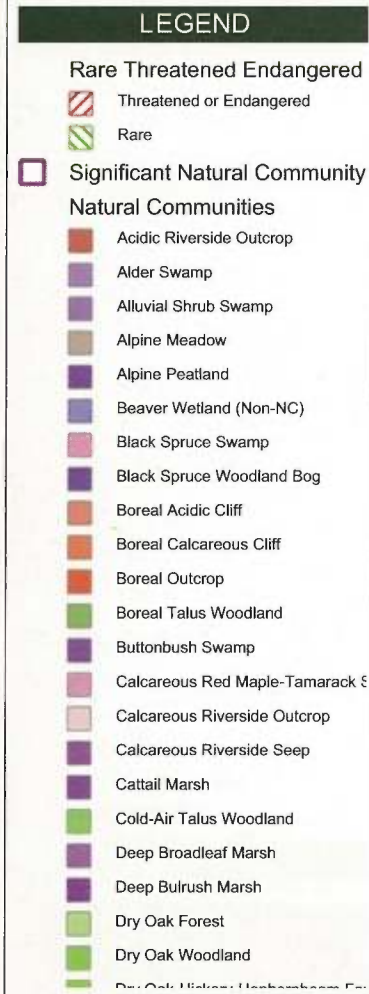 LEGEND
Rare Threatened Endangered
Threatened or Endangered
Rare
Significant Natural Community
Natural Communities
Acidic Riverside Outcrop
Alder Swamp
Alluvial Shrub Swamp
Alpine Meadow
Alpine Peatland
Beaver Wetland (Non-NC)
Black Spruce Swamp
Black Spruce Woodland Bog
Boreal Acidic Cliff
Boreal Calcareous Cliff
Boreal Outcrop
Boreal Talus Woodland
Buttonbush Swamp
Calcareous Red Maple-Tamarack
Calcareous Riverside Outcrop
Calcareous Riverside Seep
Cattail Marsh
Cold-Air Talus Woodland
Deep Broadleaf Marsh
Deep Bulrush Marsh
Dry Oak Forest
Dry Oak Woodland